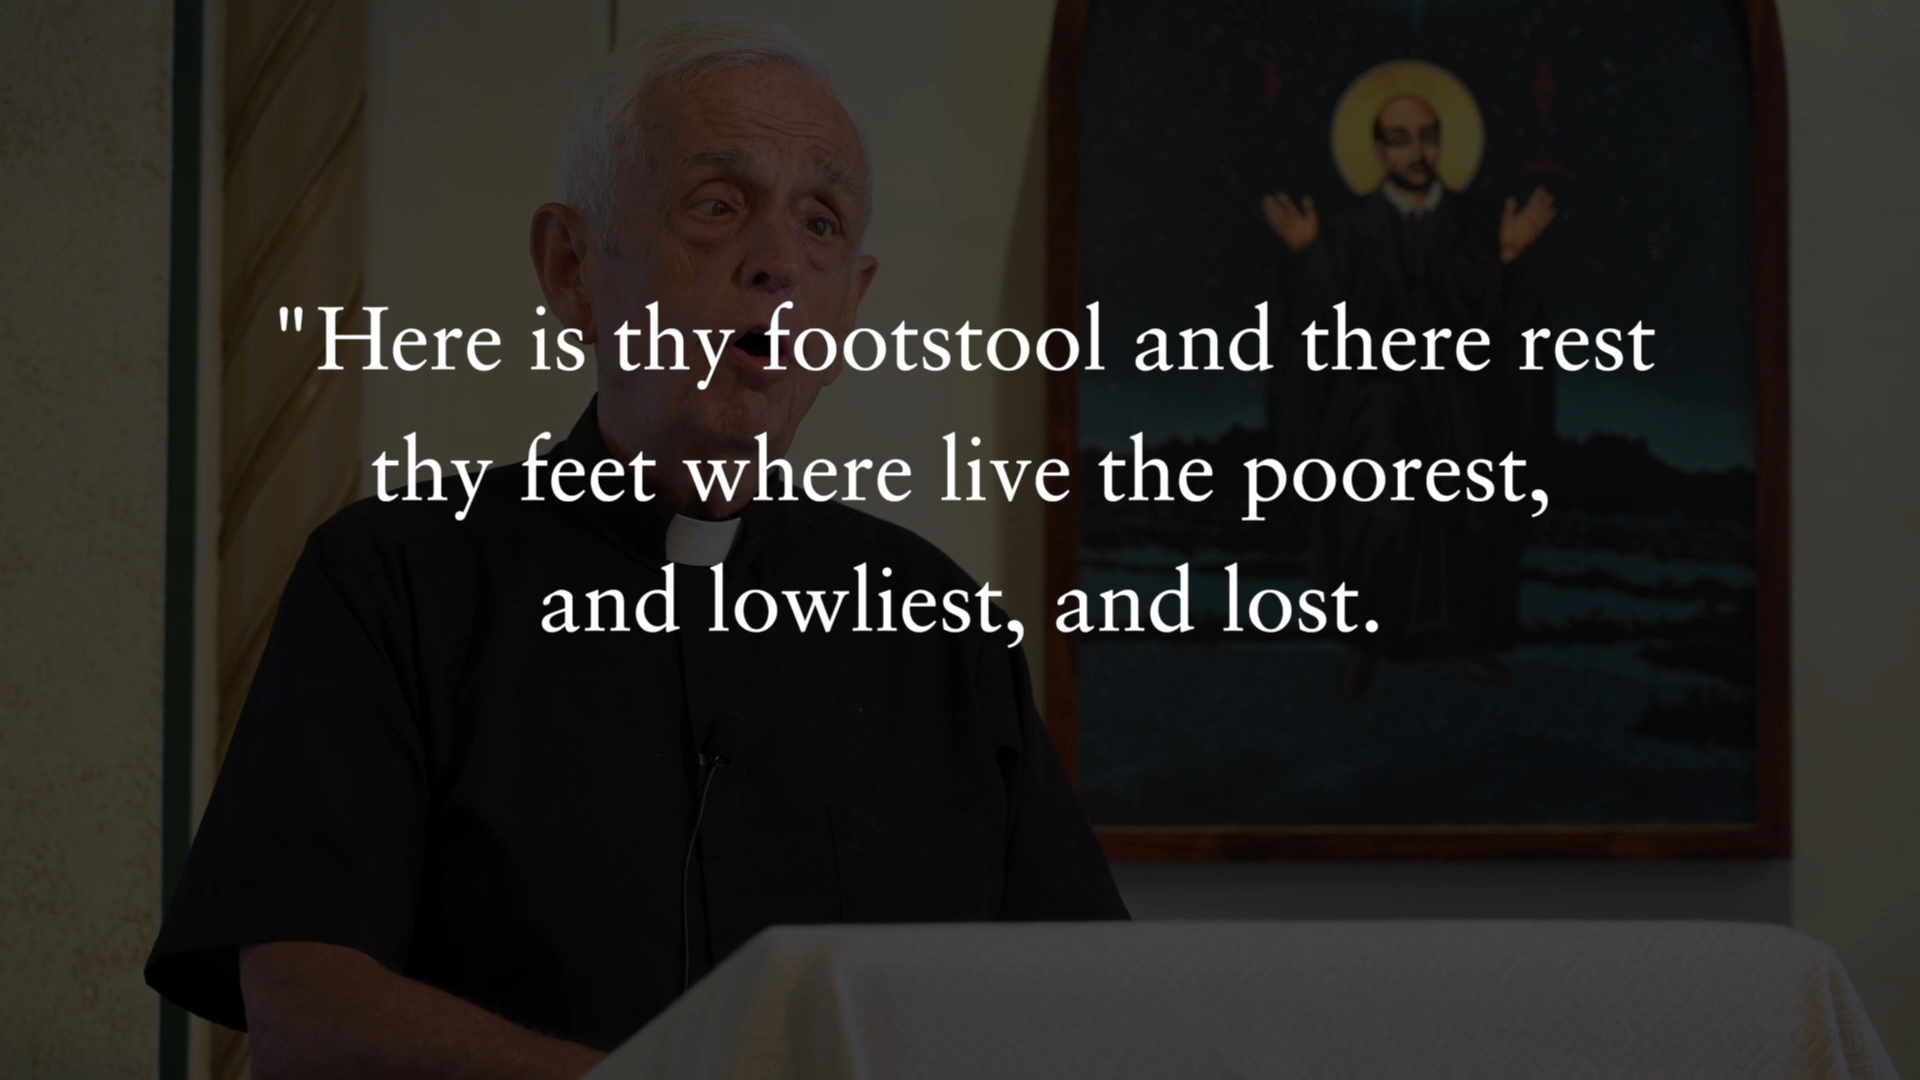 "Here is thy footstool and there rest
thy feet where live the poorest,
and lowliest, and lost.